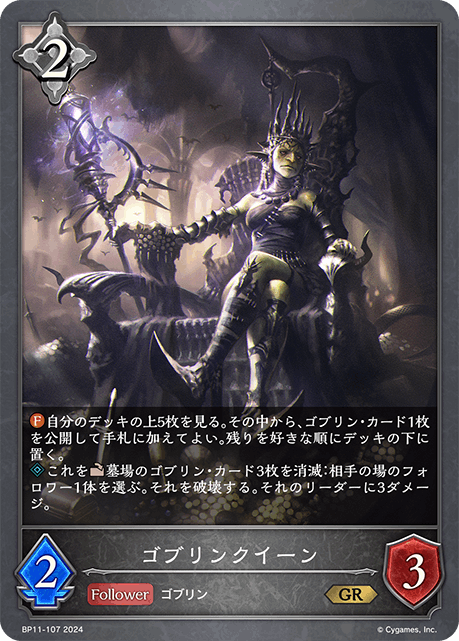 2
F 自分のデッキの上5枚を見る。その中から、ゴブリン・カード1枚
を公開して手札に加えてよい。残りを好きな順にデッキの下に
置く。
これを墓場のゴブリン・カード3枚を消滅:相手の場のフォ
ロワー1体を選ぶ。それを破壊する。それのリーダーに3ダメー
ジ。
ゴブリンクイーン
2
Follower ゴブリン
GR
3
BP11-107 2024
© Cygames, Inc.